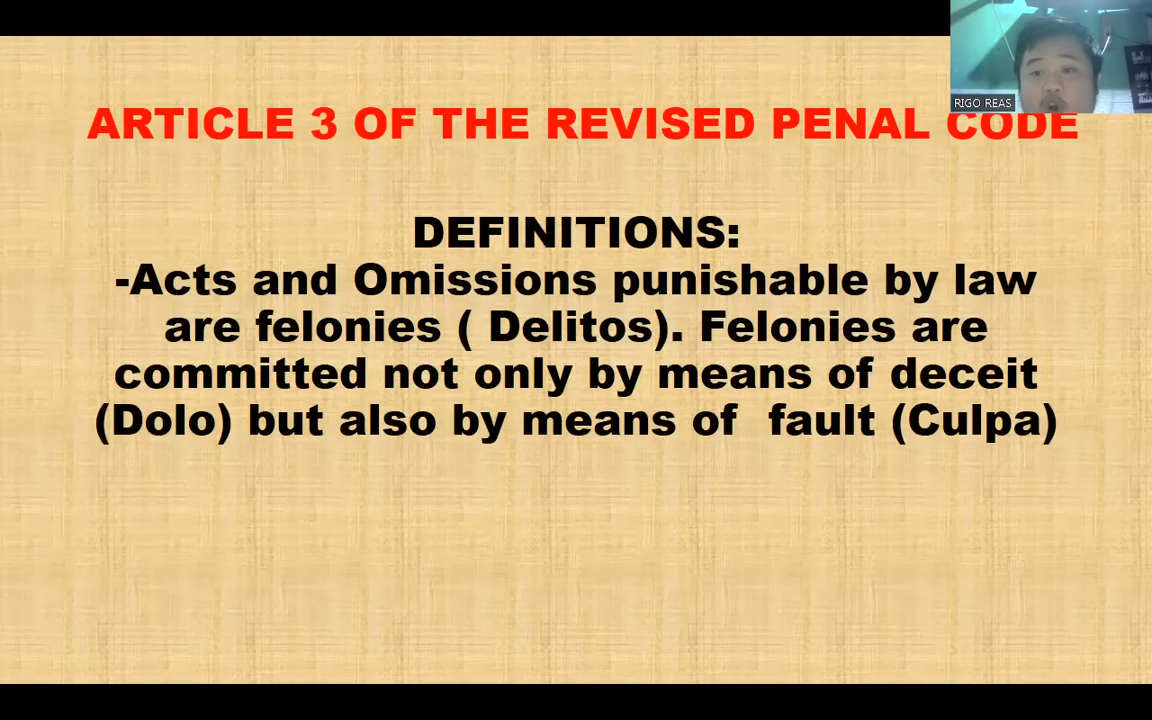 RIGO REAS
ARTICLE 3 OF THE REVISED PENAL CODE
DEFINITIONS:
-Acts and Omissions punishable by law
are felonies ( Delitos). Felonies are
committed not only by means of deceit
(Dolo) but also by means of  fault (Culpa)